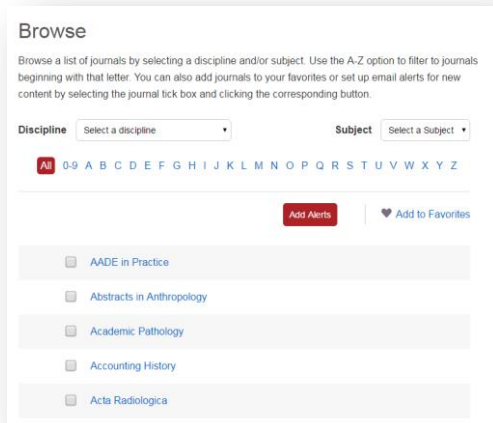 Browse
Browse a list of journals by selecting a discipline and/or subject. Use the A-Z option to filter to journals
beginning with that letter. You can also add journals to your favorites or set up email alerts for new
content by selecting the journal tick box and clicking the corresponding button.
Discipline Select a discipline Subject Select a Subject
All 0-9 A B C D E F G H I J K L M N O P Q R S T U V W X Y Z
Add Alerts Add to Favorites
AADE in Practice
Abstracts in Anthropology
Academic Pathology
Accounting History
Acta Radiologica